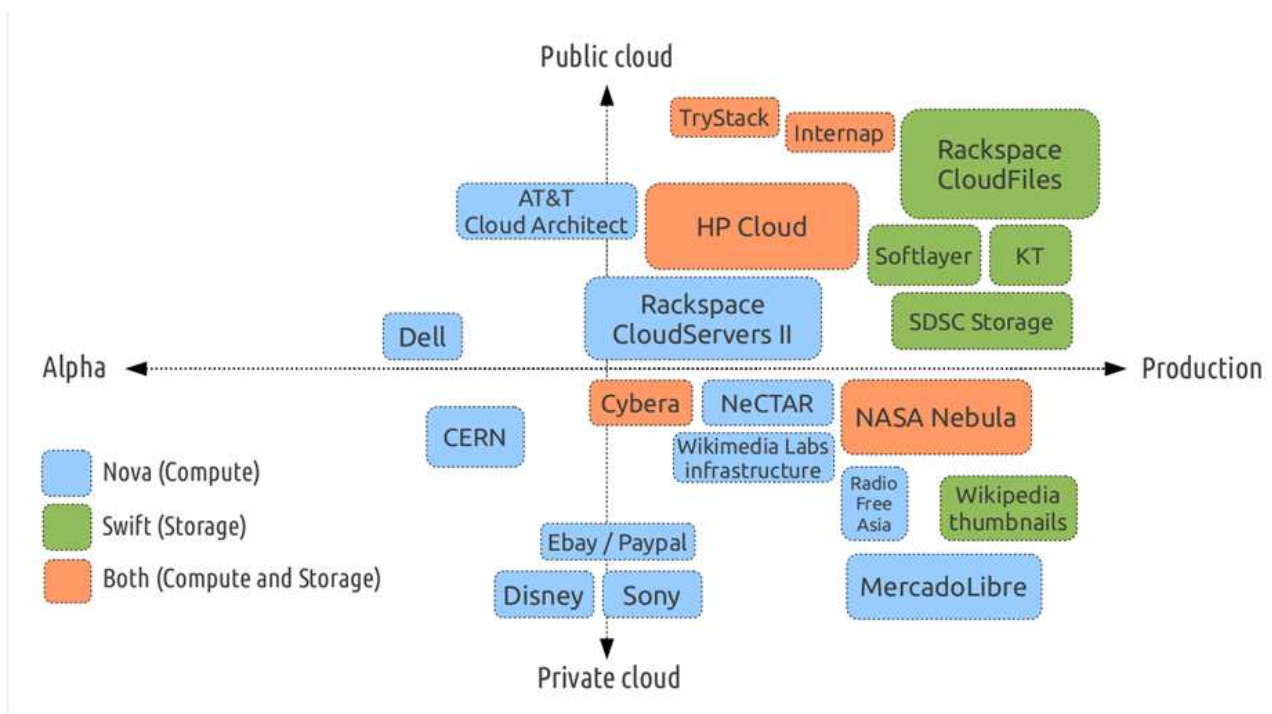 Public cloud
TryStack
Internap
Rackspace
CloudFiles
AT&T
Cloud Architect
HP Cloud
Softlayer
KT
Rackspace
CloudServers II
SDSC Storage
Dell
Alpha
Production
Cybera
NeCTAR
NASA Nebula
CERN
Wikimedia Labs
infrastructure
Nova (Compute)
Radio
Free
Asia
Wikipedia
thumbnails
Swift (Storage)
Ebay / Paypal
Both (Compute and Storage)
Disney
Sony
MercadoLibre
Private cloud